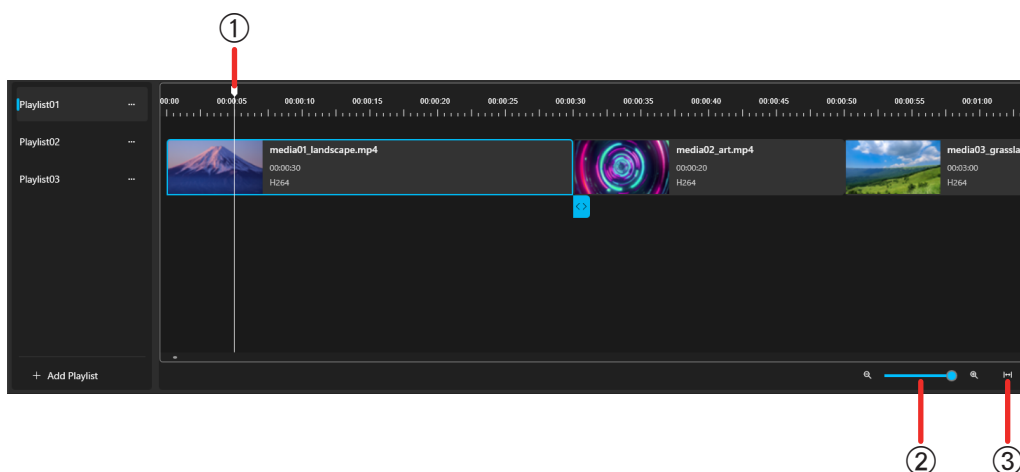 ①
Playlist01 ...
Playlist02 ...
Playlist03 ...
+ Add Playlist
00:00 00:00:05 00:00:10 00:00:15 00:00:20 00:00:25 00:00:30 00:00:35 00:00:40 00:00:45 00:00:50 00:00:55 00:01:00
media01_landscape.mp4
00:00:30
H264
media02_art.mp4
00:00:20
H264
media03_grassla
00:03:00
H264
② ③